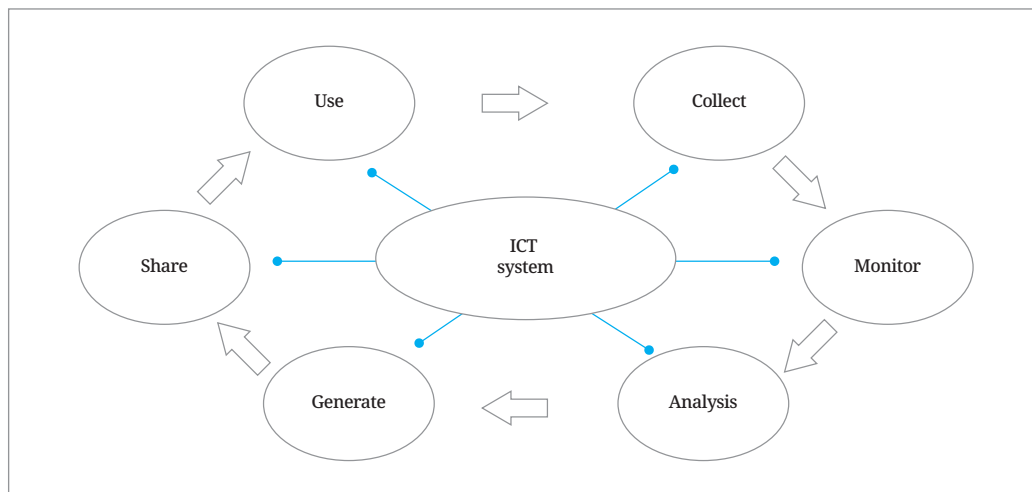 Use
Collect
Share
ICT
system
Monitor
Generate
Analysis